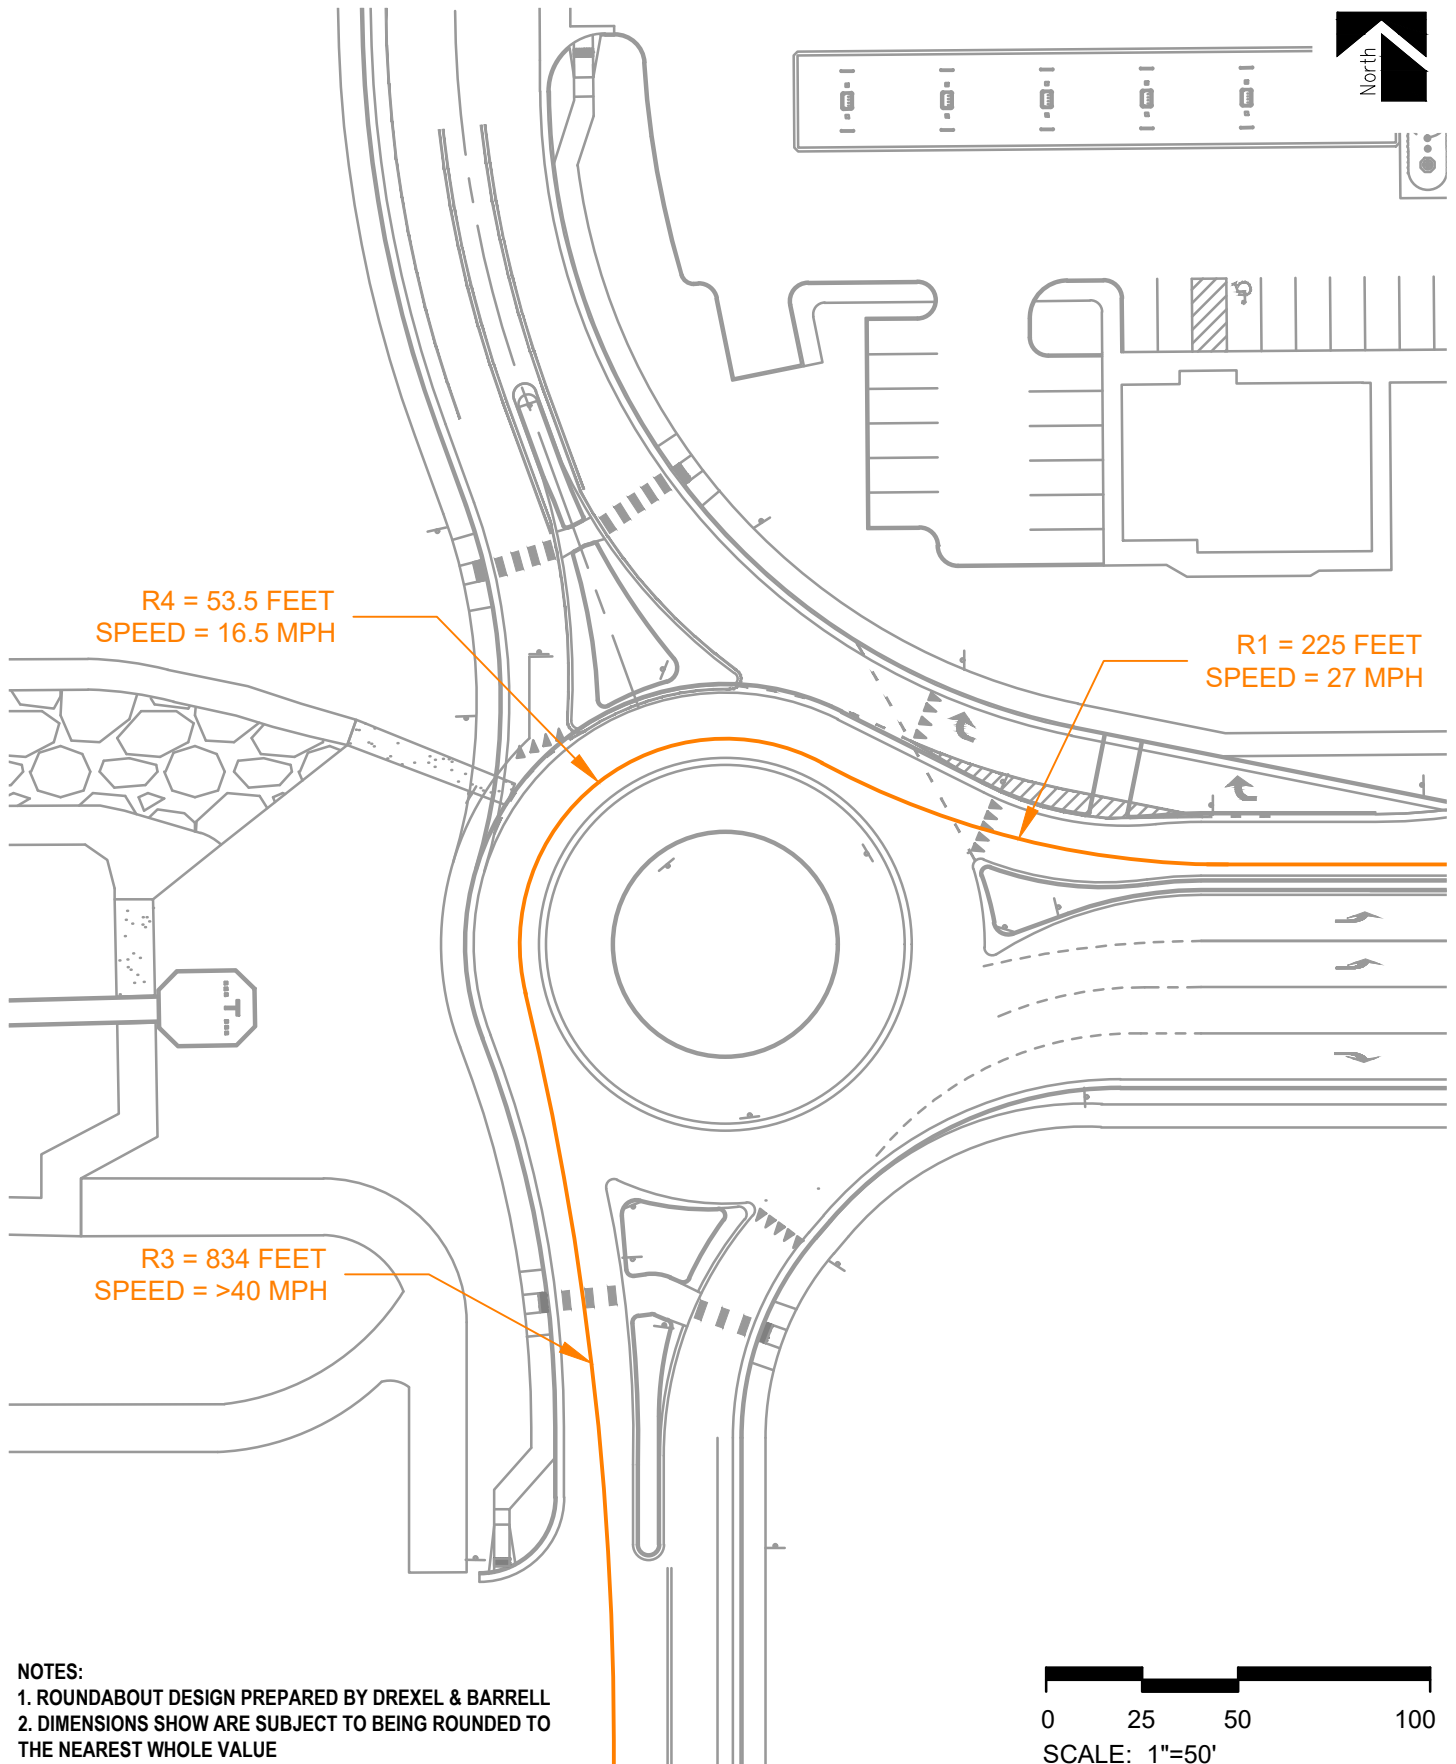 North
R4 = 53.5 FEET
SPEED = 16.5 MPH
R1 = 225 FEET
SPEED = 27 MPH
R3 = 834 FEET
SPEED = >40 MPH
NOTES:
1. ROUNDABOUT DESIGN PREPARED BY DREXEL & BARRELL
2. DIMENSIONS SHOW ARE SUBJECT TO BEING ROUNDED TO
THE NEAREST WHOLE VALUE
0 25 50 100
SCALE: 1"=50'
T